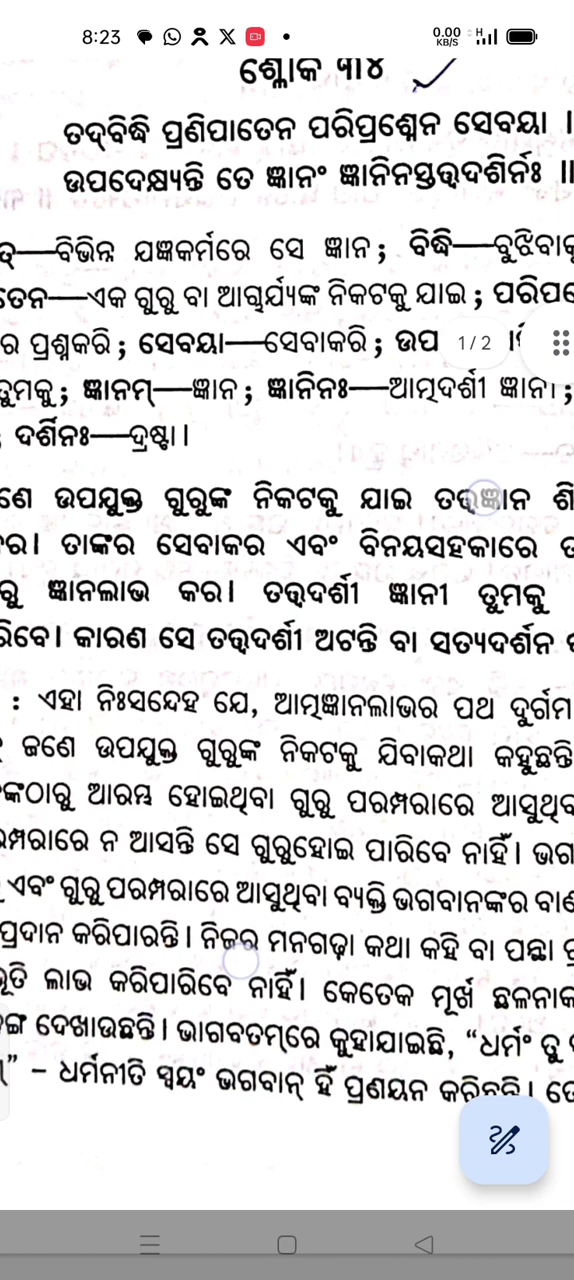 8:23
0.00 KB/S
H
ଶ୍ଳୋକ ୩୪
ତଦ୍‌ବିଦ୍ଧି ପ୍ରଣିପାତେନ ପରିପ୍ରଶ୍ନେନ ସେବୟା ।
ଉପଦେକ୍ଷ୍ୟନ୍ତି ତେ ଜ୍ଞାନଂ ଜ୍ଞାନିନସ୍ତତ୍ତ୍ୱଦର୍ଶିନଃ ॥
ତ୍—ବିଭିନ୍ନ ଯଜ୍ଞକର୍ମରେ ସେ ଜ୍ଞାନ; ବିଦ୍ଧି—ବୁଝିବାକୁ
ତେନ—ଏକ ଗୁରୁ ବା ଆଚାର୍ଯ୍ୟଙ୍କ ନିକଟକୁ ଯାଇ; ପରିପ
ର ପ୍ରଶ୍ନକରି; ସେବୟା—ସେବାକରି; ଉପ 1/2
ତୁମକୁ; ଜ୍ଞାନମ୍—ଜ୍ଞାନ; ଜ୍ଞାନିନଃ—ଆତ୍ମଦର୍ଶୀ ଜ୍ଞାନୀ;
ଦର୍ଶିନଃ—ଦ୍ରଷ୍ଟା।
ଣେ ଉପଯୁକ୍ତ ଗୁରୁଙ୍କ ନିକଟକୁ ଯାଇ ତତ୍ତ୍ୱଜ୍ଞାନ ଶି
ର। ତାଙ୍କର ସେବାକର ଏବଂ ବିନୟସହକାରେ ତ
ରୁ ଜ୍ଞାନଲାଭ କର। ତତ୍ତ୍ୱଦର୍ଶୀ ଜ୍ଞାନୀ ତୁମକୁ
ରିବେ। କାରଣ ସେ ତତ୍ତ୍ୱଦର୍ଶୀ ଅଟନ୍ତି ବା ସତ୍ୟଦର୍ଶନ
: ଏହା ନିଃସନ୍ଦେହ ଯେ, ଆତ୍ମଜ୍ଞାନଲାଭର ପଥ ଦୁର୍ଗମ
ଜଣେ ଉପଯୁକ୍ତ ଗୁରୁଙ୍କ ନିକଟକୁ ଯିବାକଥା କହୁଛନ୍ତି
ଙ୍କଠାରୁ ଆରମ୍ଭ ହୋଇଥିବା ଗୁରୁ ପରମ୍ପରାରେ ଆସୁଥିବ
ରମ୍ପରାରେ ନ ଆସନ୍ତି ସେ ଗୁରୁହୋଇ ପାରିବେ ନାହିଁ। ଭଗ
ଏବଂ ଗୁରୁ ପରମ୍ପରାରେ ଆସୁଥିବା ବ୍ୟକ୍ତି ଭଗବାନଙ୍କର ବାଣ
ପ୍ରଦାନ କରିପାରନ୍ତି। ନିଜର ମନଗଢ଼ା କଥା କହି ବା ପନ୍ଥା
ଭୂତି ଲାଭ କରିପାରିବେ ନାହିଁ। କେତେକ ମୂର୍ଖ ଛଳନାକ
ଙ୍ଗ ଦେଖାଉଛନ୍ତି। ଭାଗବତମ୍‌ରେ କୁହାଯାଇଛି, “ଧର୍ମଂ ତୁ
” – ଧର୍ମନୀତି ସ୍ୱୟଂ ଭଗବାନ୍ ହିଁ ପ୍ରଣୟନ କରିଛନ୍ତି। ତେ